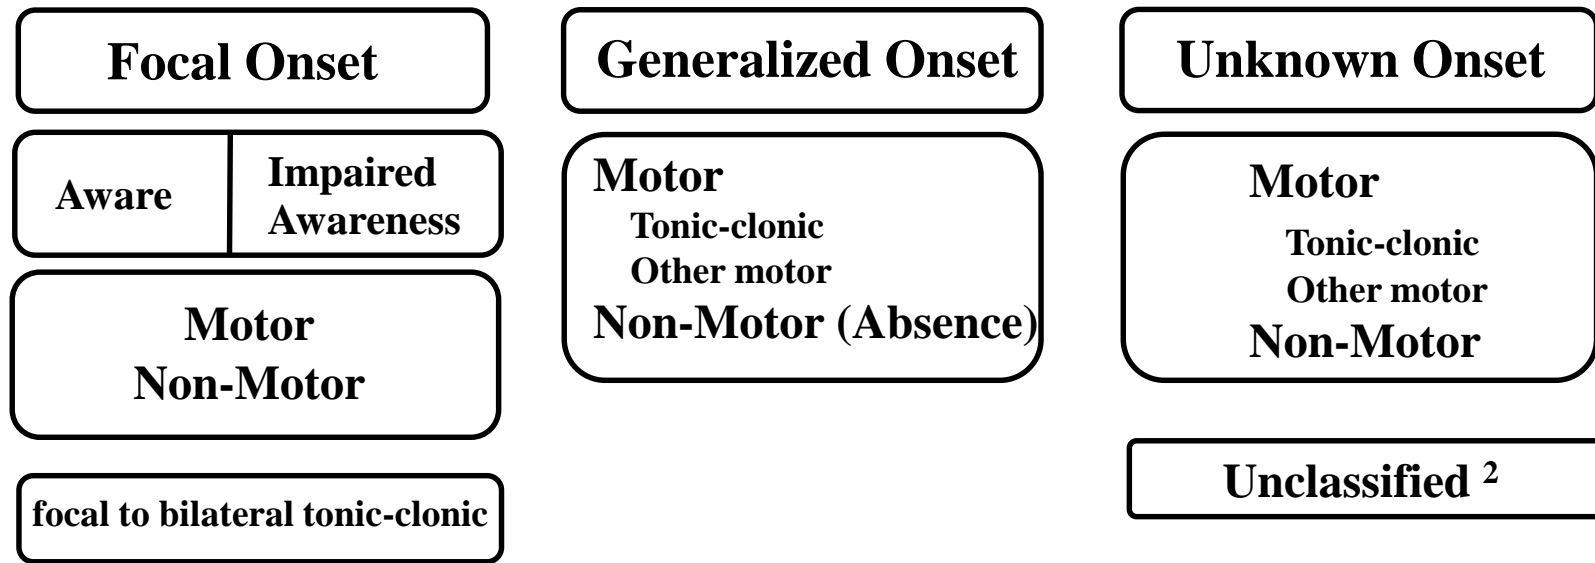 Focal Onset
Aware
Impaired
Awareness
Motor
Non-Motor
focal to bilateral tonic-clonic
Generalized Onset
Motor
Tonic-clonic
Other motor
Non-Motor (Absence)
Unknown Onset
Motor
Tonic-clonic
Other motor
Non-Motor
Unclassified ²